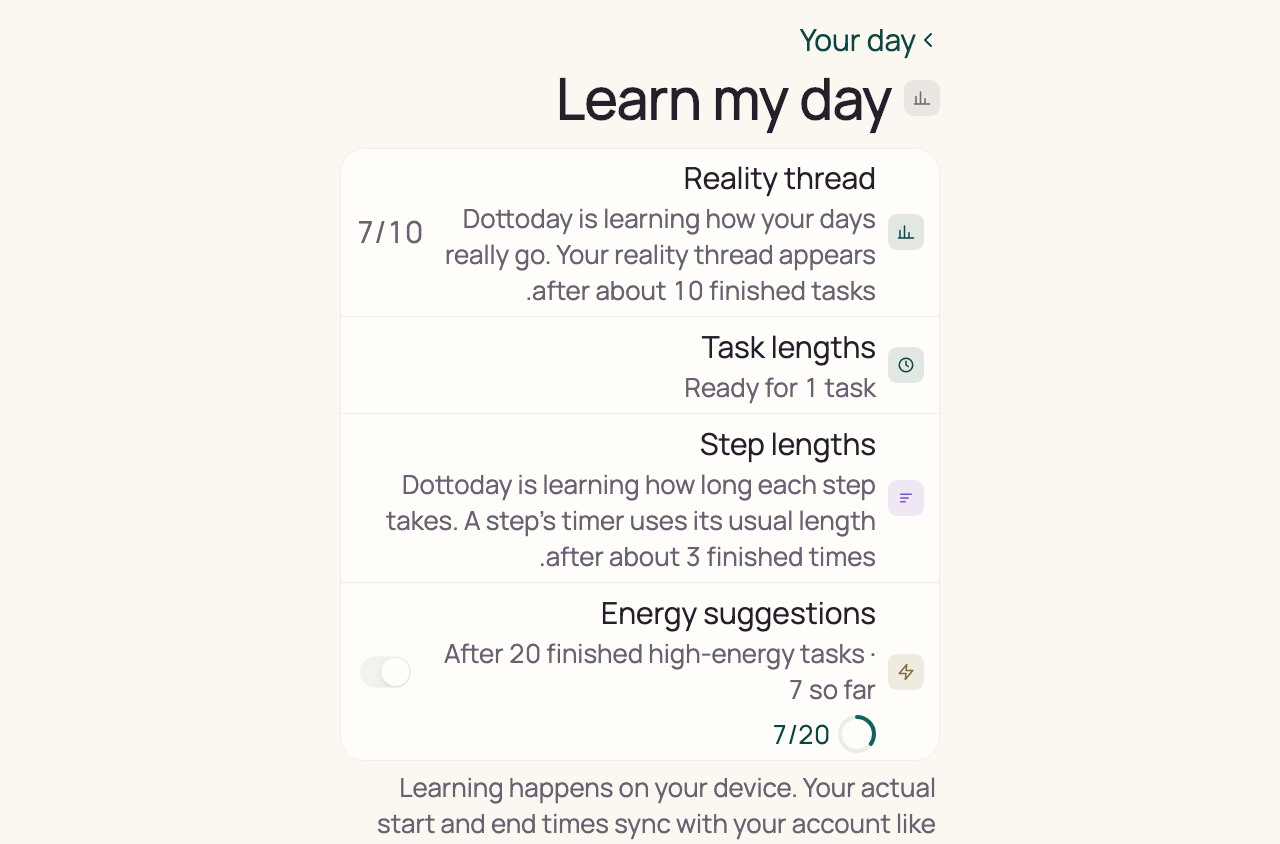 Your day
Learn my day
Reality thread
Dottoday is learning how your days
really go. Your reality thread appears
.after about 10 finished tasks
7/10
Task lengths
Ready for 1 task
Step lengths
Dottoday is learning how long each step
takes. A step’s timer uses its usual length
.after about 3 finished times
Energy suggestions
After 20 finished high-energy tasks ·
7 so far
7/20
Learning happens on your device. Your actual
start and end times sync with your account like